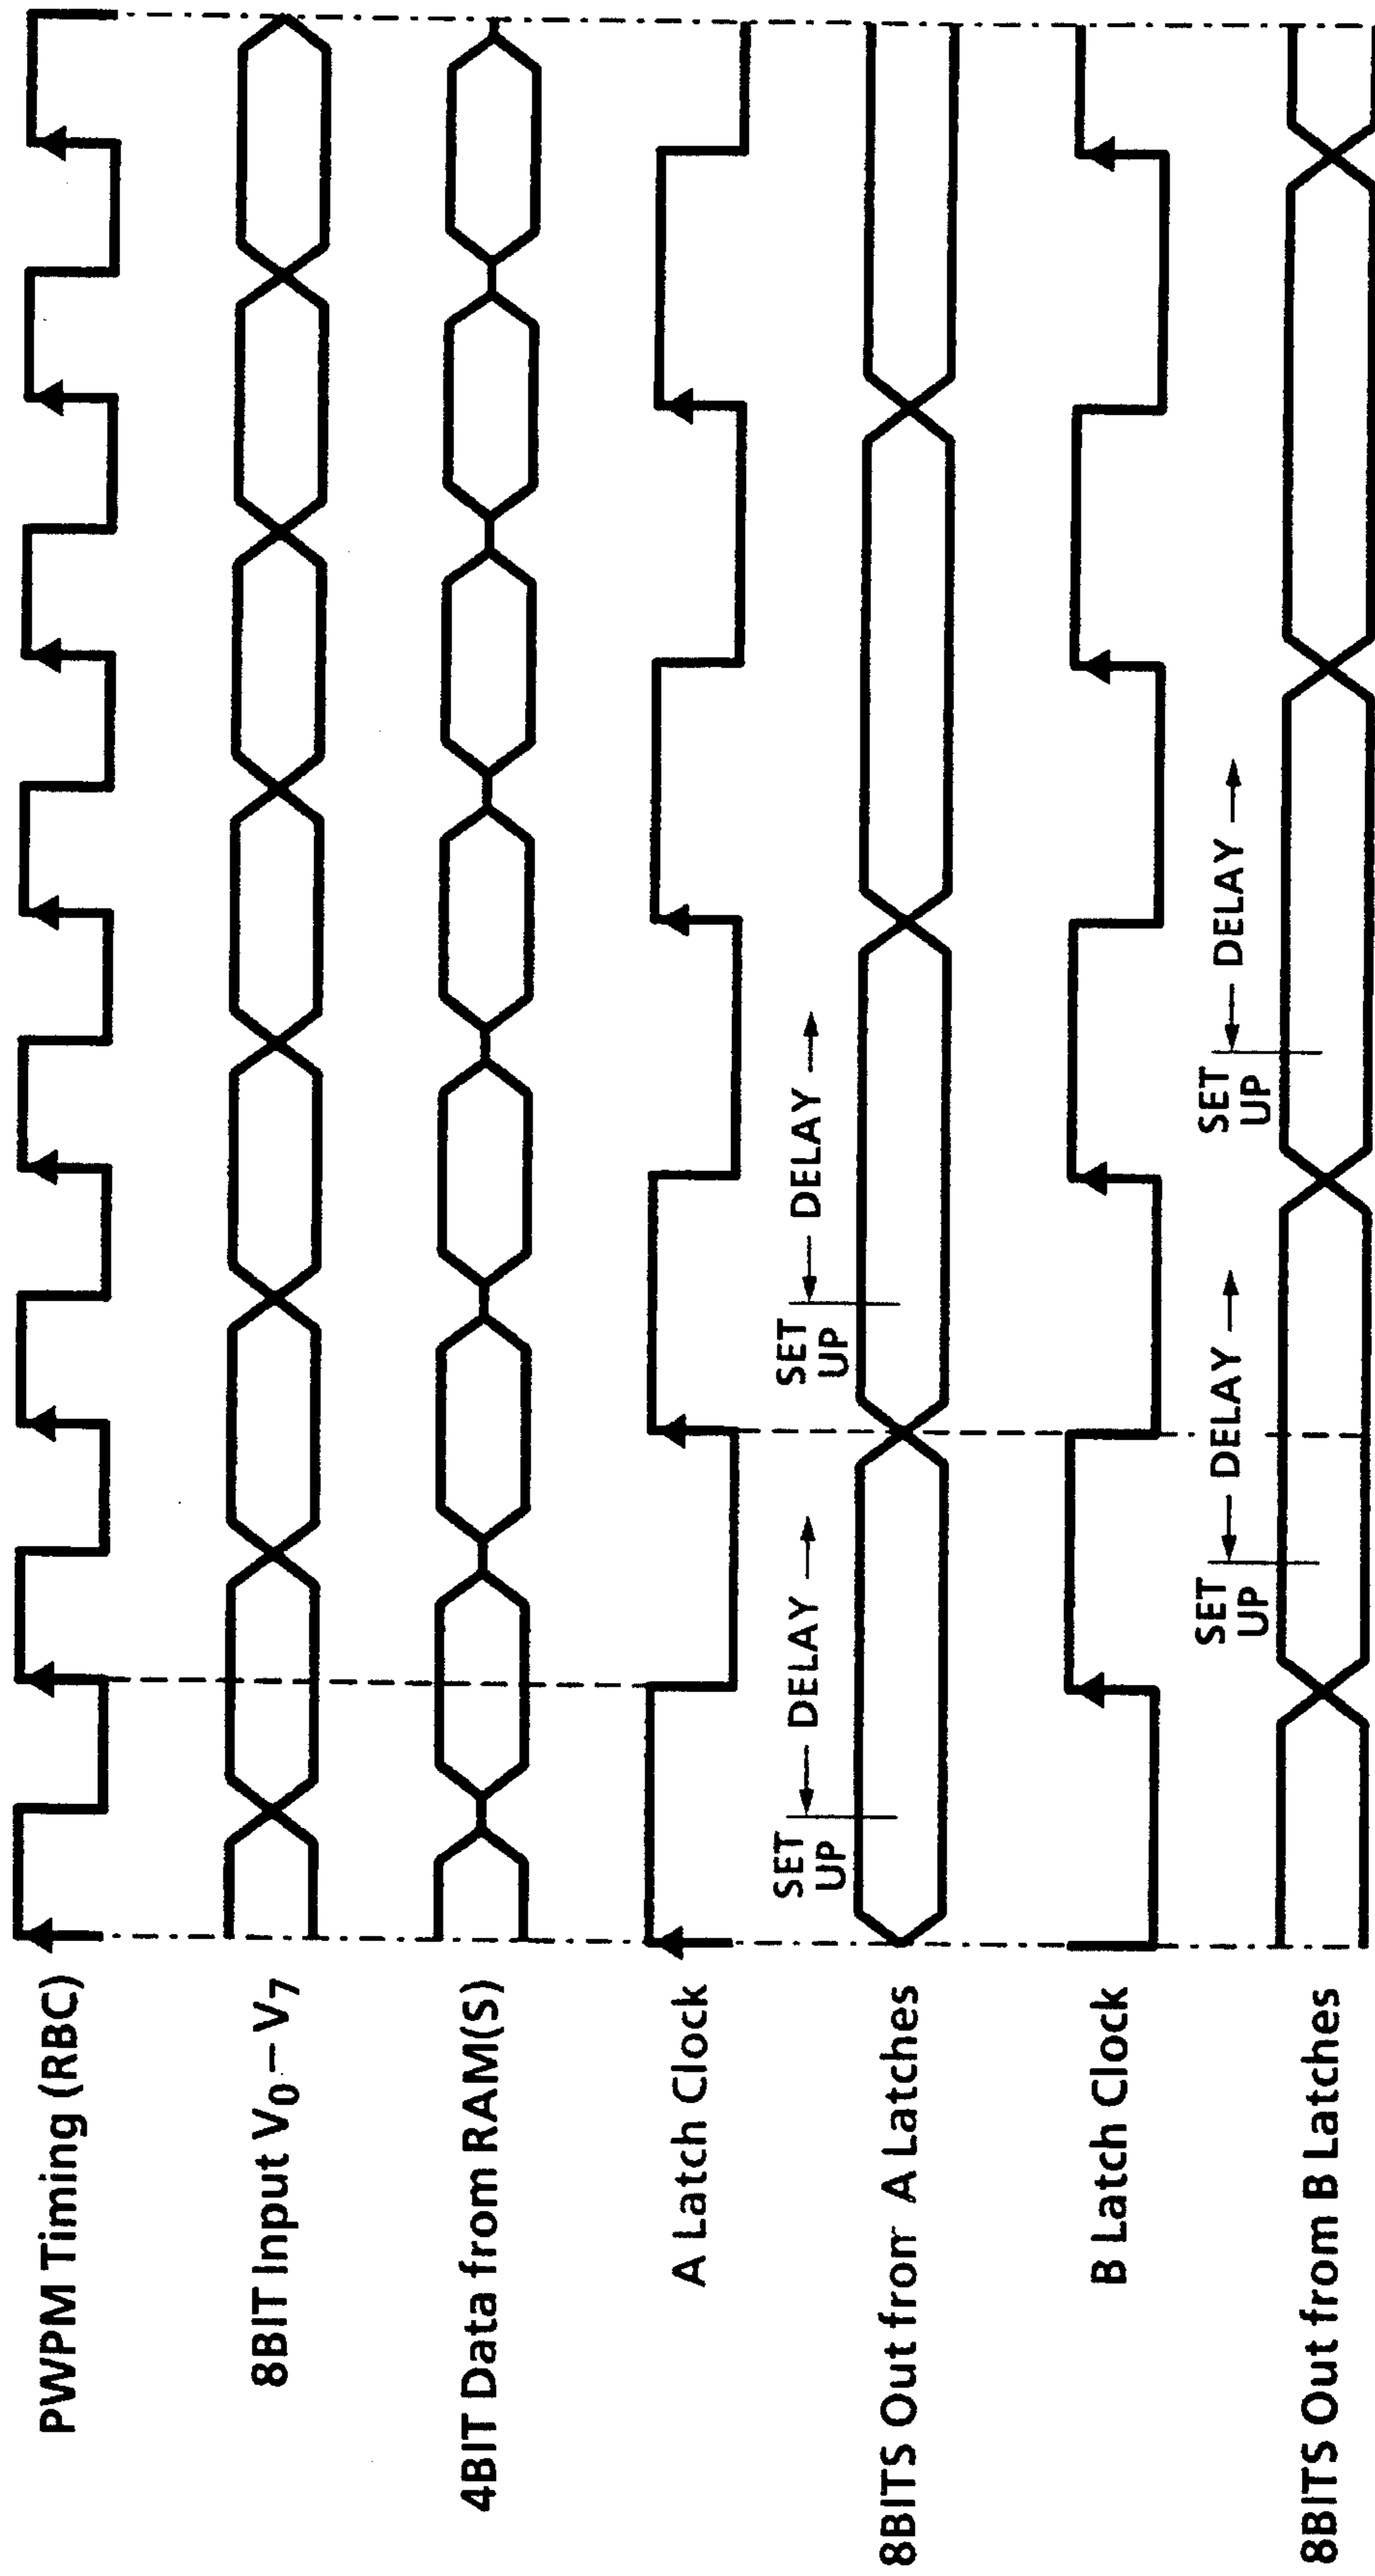 PWPM Timing (RBC)
8BIT Input V0 – V7
4BIT Data from RAM(S)
A Latch Clock
SET
UP
DELAY
SET
UP
DELAY
8BITS Out from A Latches
B Latch Clock
SET
UP
DELAY
SET
UP
DELAY
8BITS Out from B Latches